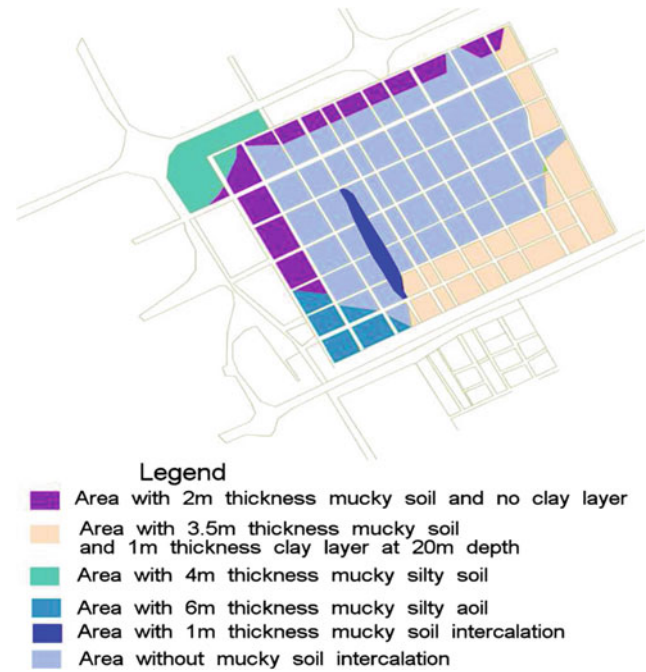 Legend
Area with 2m thickness mucky soil and no clay layer
Area with 3.5m thickness mucky soil
and 1m thickness clay layer at 20m depth
Area with 4m thickness mucky silty soil
Area with 6m thickness mucky silty aoil
Area with 1m thickness mucky soil intercalation
Area without mucky soil intercalation